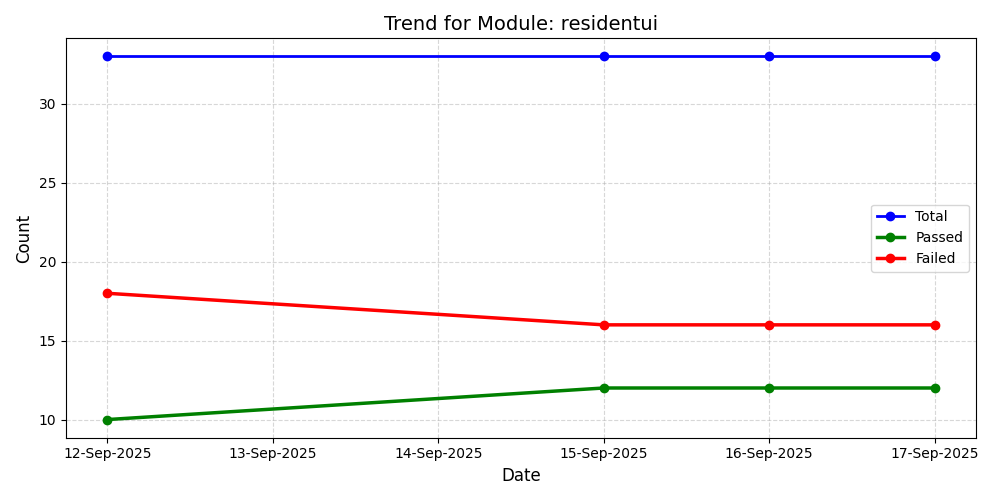 Trend for Module: residentui
Count
30
25
20
15
10
Total
Passed
Failed
12-Sep-2025 13-Sep-2025 14-Sep-2025 15-Sep-2025 16-Sep-2025 17-Sep-2025
Date